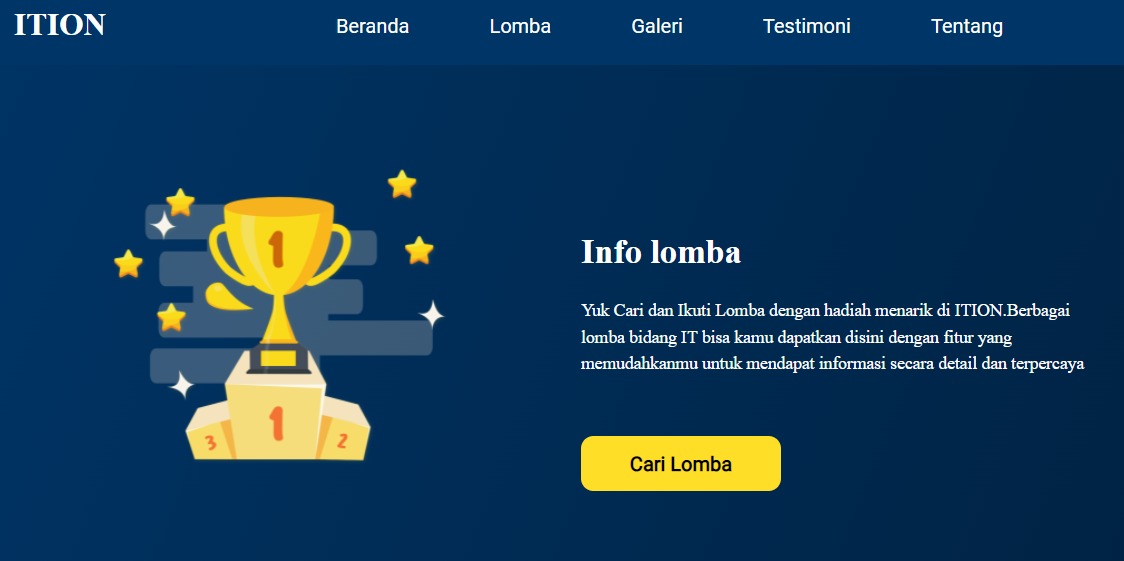 ITION
Beranda Lomba Galeri Testimoni Tentang
1
1
3
2
Info lomba
Yuk Cari dan Ikuti Lomba dengan hadiah menarik di ITION.Berbagai
lomba bidang IT bisa kamu dapatkan disini dengan fitur yang
memudahkanmu untuk mendapat informasi secara detail dan terpercaya
Cari Lomba